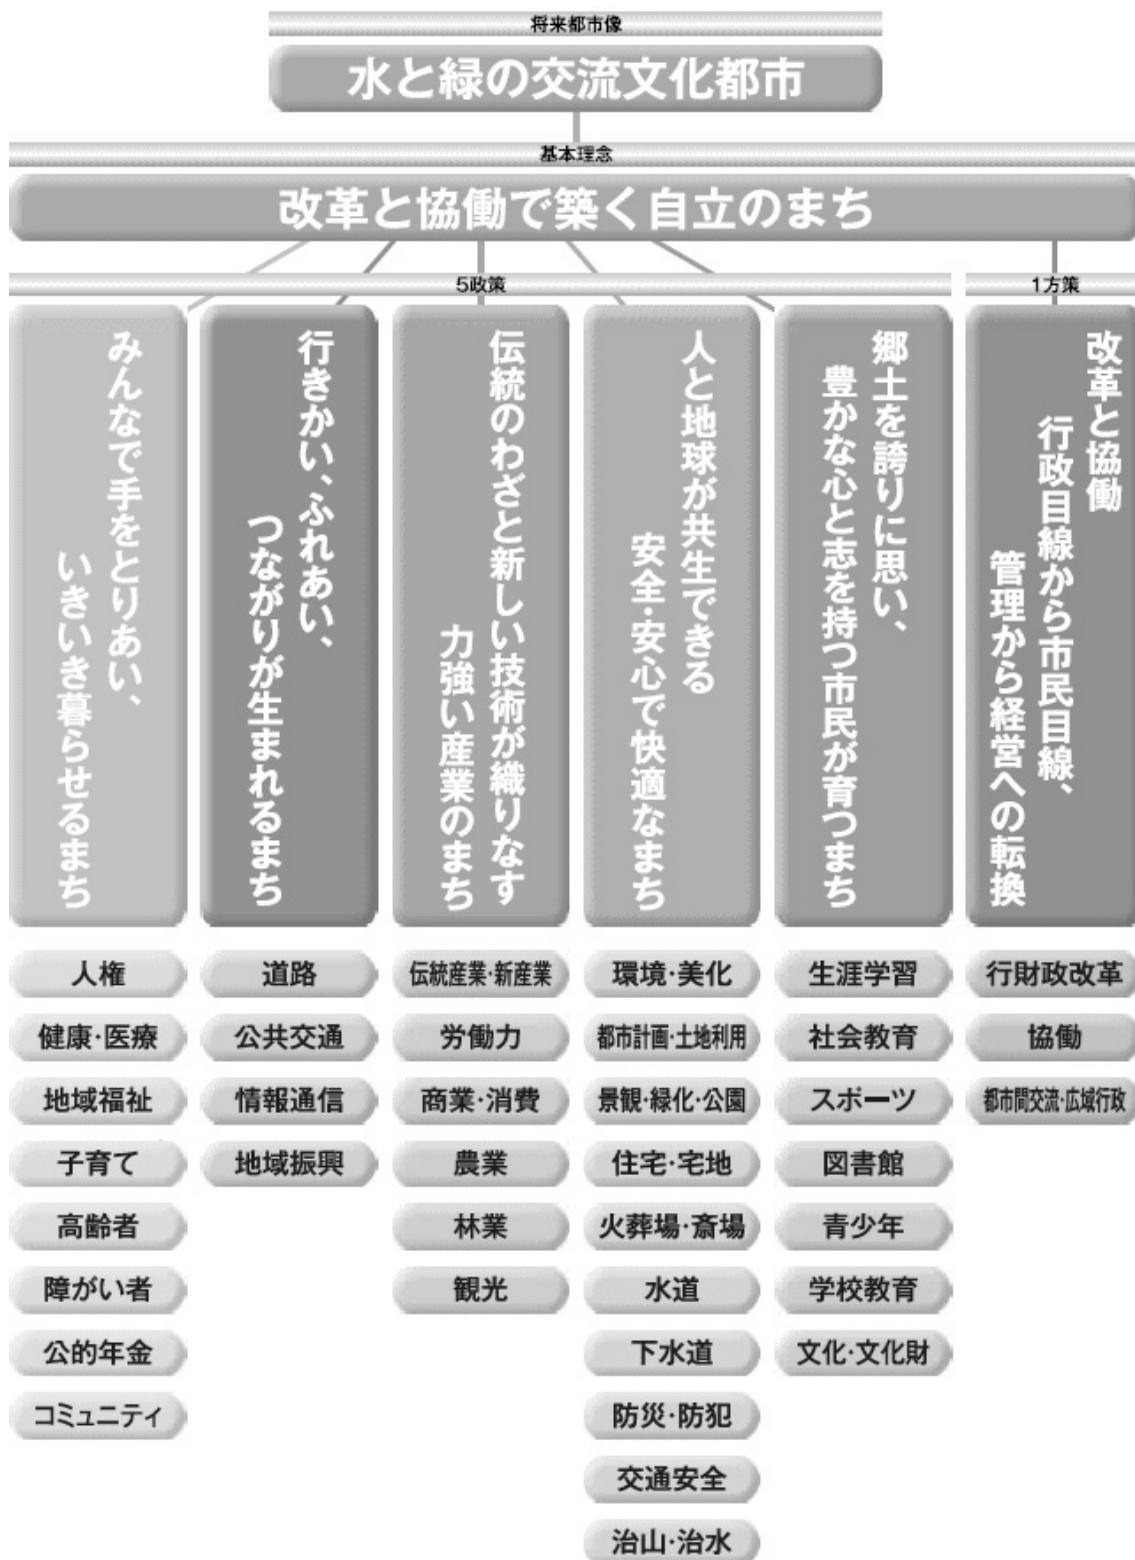 将来都市像
水と緑の交流文化都市
基本理念
改革と協働で築く自立のまち
5政策
1方策
みんなで手をとりあい、
いきいき暮らせるまち
行きかい、ふれあい、
つながりが生まれるまち
伝統のわざと新しい技術が織りなす
力強い産業のまち
人と地球が共生できる
安全・安心で快適なまち
郷土を誇りに思い、
豊かな心と志を持つ市民が育つまち
改革と協働
行政目線から市民目線、
管理から経営への転換
人権
健康・医療
地域福祉
子育て
高齢者
障がい者
公的年金
コミュニティ
道路
公共交通
情報通信
地域振興
伝統産業・新産業
労働力
商業・消費
農業
林業
観光
環境・美化
都市計画・土地利用
景観・緑化・公園
住宅・宅地
火葬場・斎場
水道
下水道
防災・防犯
交通安全
治山・治水
生涯学習
社会教育
スポーツ
図書館
青少年
学校教育
文化・文化財
行財政改革
協働
都市間交流・広域行政